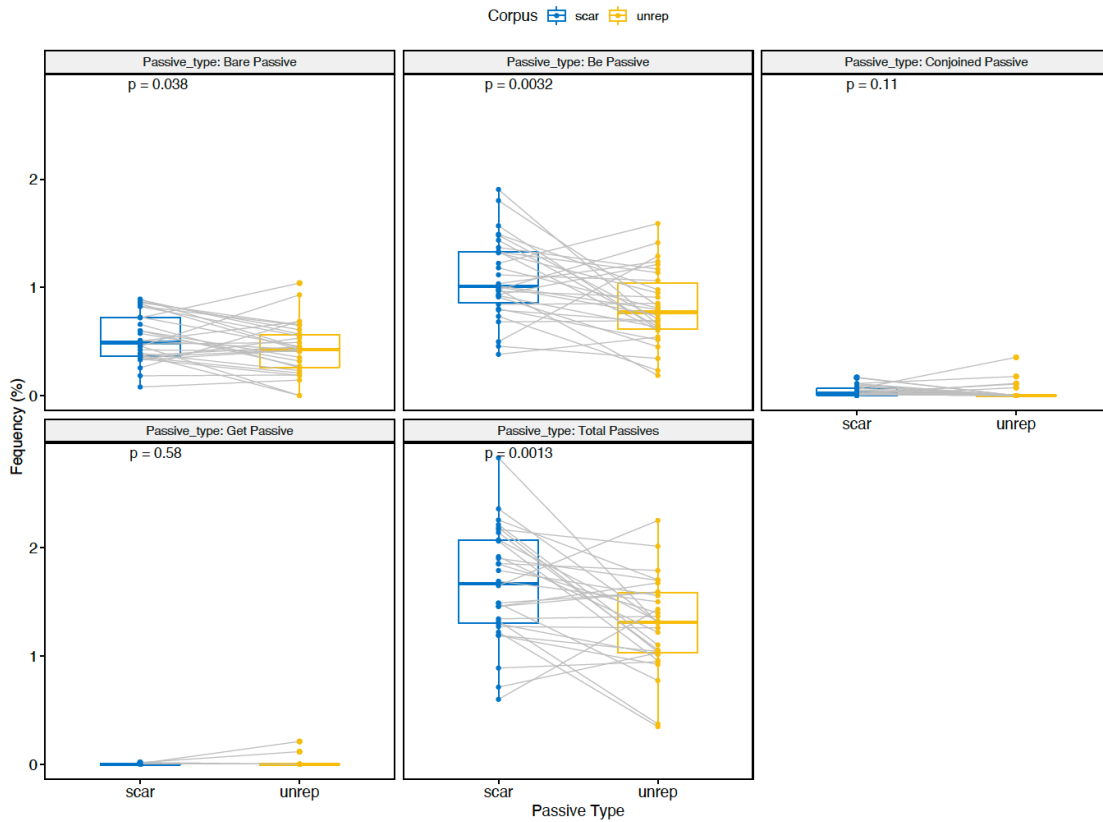 Corpus scar unrep
Passive_type: Bare Passive
p = 0.038
Passive_type: Be Passive
p = 0.0032
Passive_type: Conjoined Passive
p = 0.11
2
1
0
scar unrep
Passive_type: Get Passive
p = 0.58
Passive_type: Total Passives
p = 0.0013
2
1
0
scar unrep
scar unrep
Fequency (%)
Passive Type